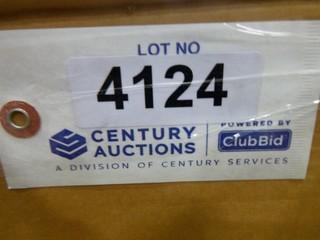 LOT NO
4124
CENTURY AUCTIONS
POWERED BY
ClubBid
A DIVISION OF CENTURY SERVICES